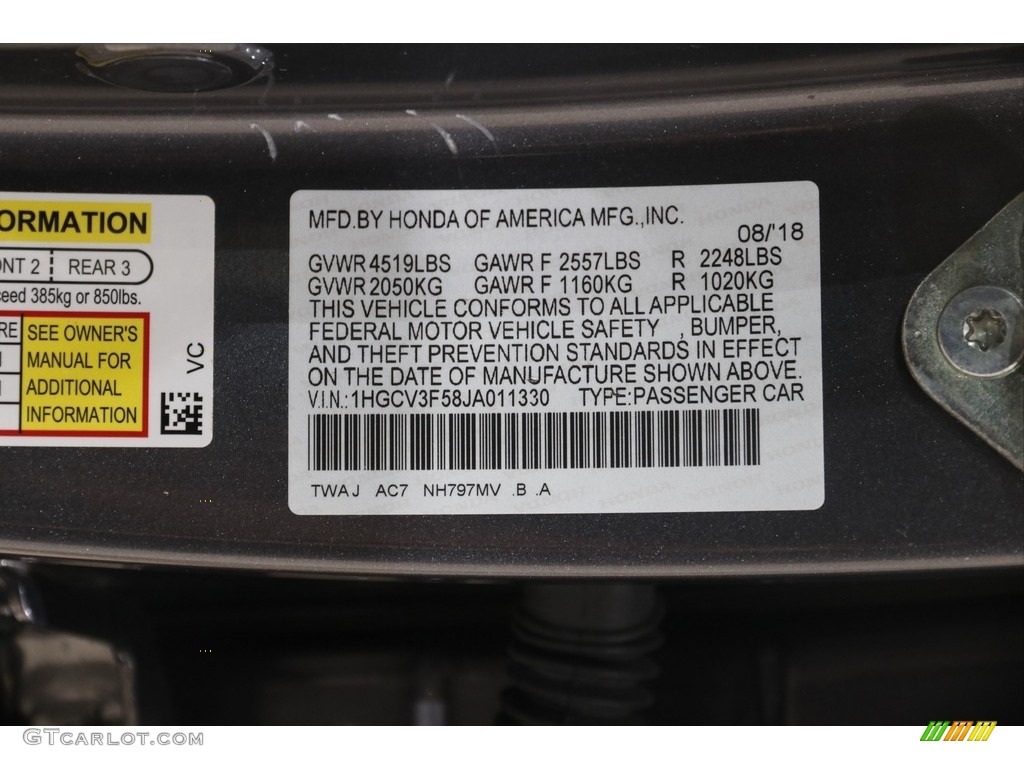 ORMATION
NT 2 REAR 3
eed 385kg or 850lbs.
RE SEE OWNER'S
MANUAL FOR
ADDITIONAL
INFORMATION
VC
MFD.BY HONDA OF AMERICA MFG.,INC.
08/'18
GVWR 4519LBS GAWR F 2557LBS R 2248LBS
GVWR 2050KG GAWR F 1160KG R 1020KG
THIS VEHICLE CONFORMS TO ALL APPLICABLE
FEDERAL MOTOR VEHICLE SAFETY , BUMPER,
AND THEFT PREVENTION STANDARDS IN EFFECT
ON THE DATE OF MANUFACTURE SHOWN ABOVE.
V.I.N.: 1HGCV3F58JA011330 TYPE:PASSENGER CAR
TWAJ AC7 NH797MV .B .A
GTCARLOT.COM